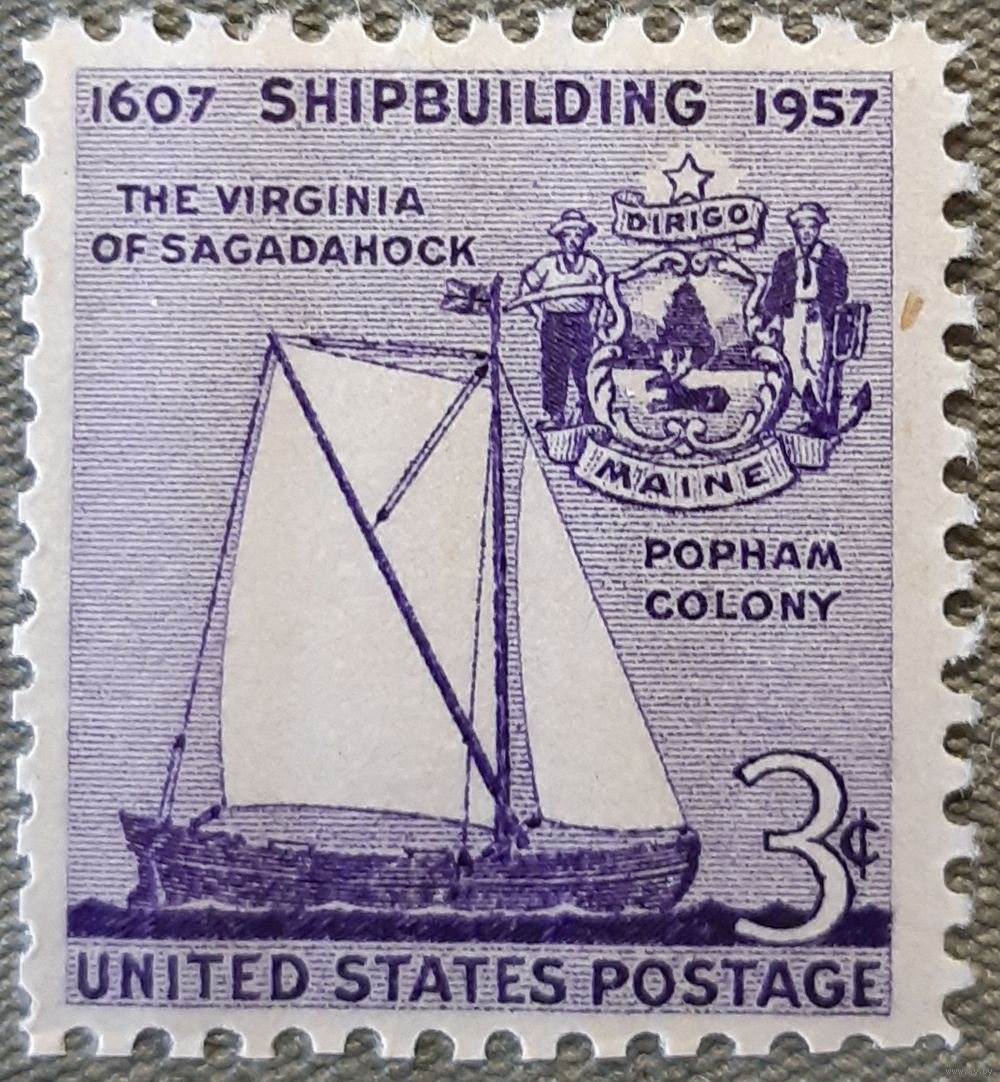 1607 SHIPBUILDING 1957
THE VIRGINIA
OF SAGADAHOCK
DIRIGO
MAINE
POPHAM
COLONY
3¢
UNITED STATES POSTAGE